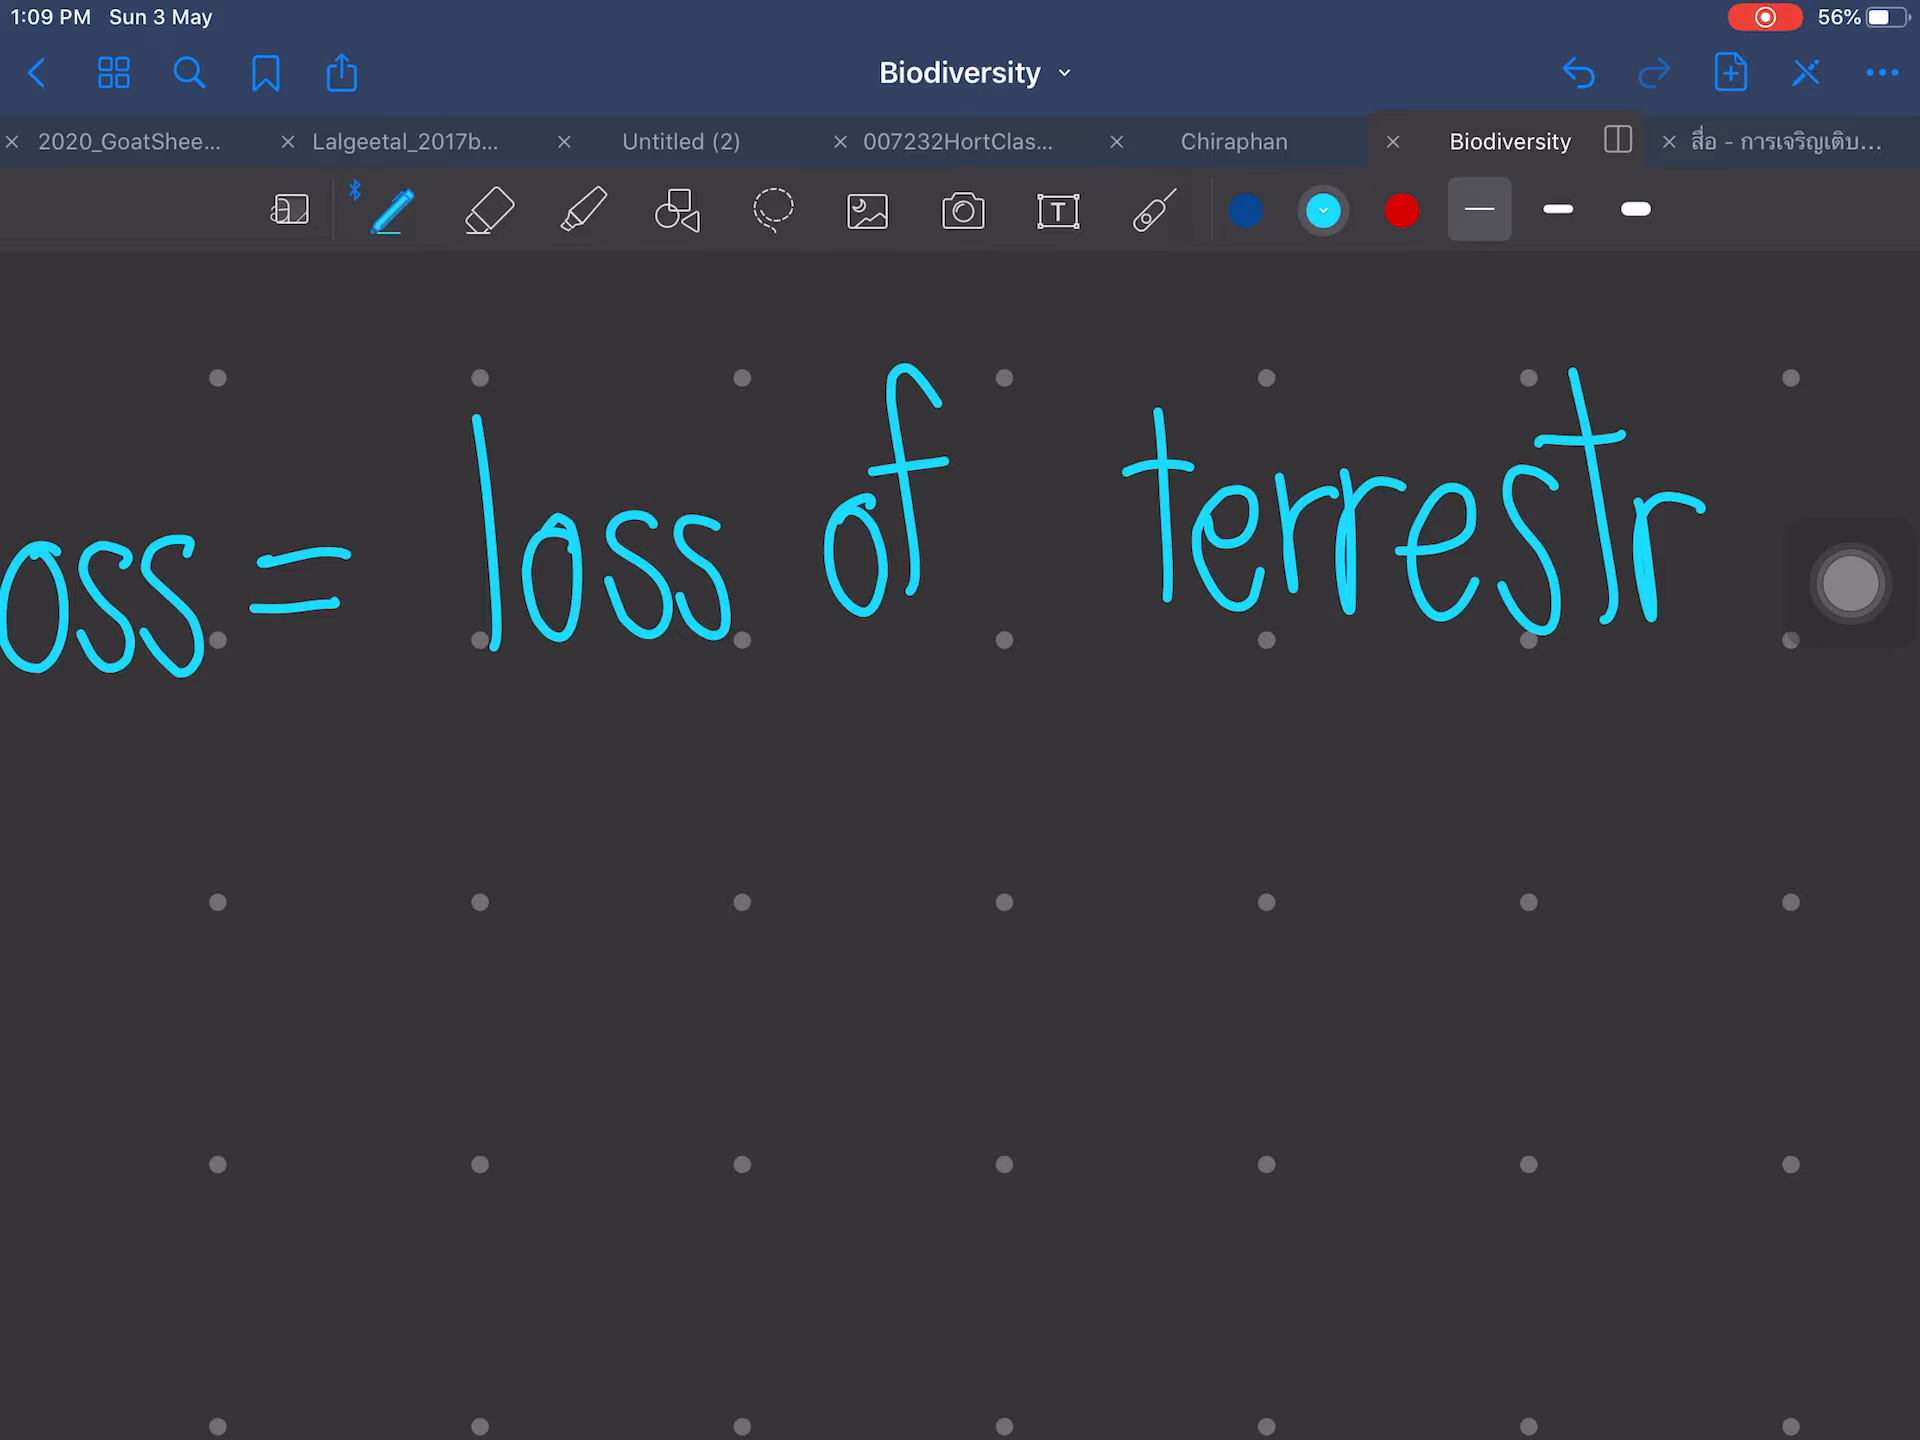 1:09 PM Sun 3 May 56%
Biodiversity
2020_GoatShee... Lalgeetal_2017b... Untitled (2) 007232HortClas... Chiraphan Biodiversity สื่อ - การเจริญเติบ...
oss = loss of terrestr